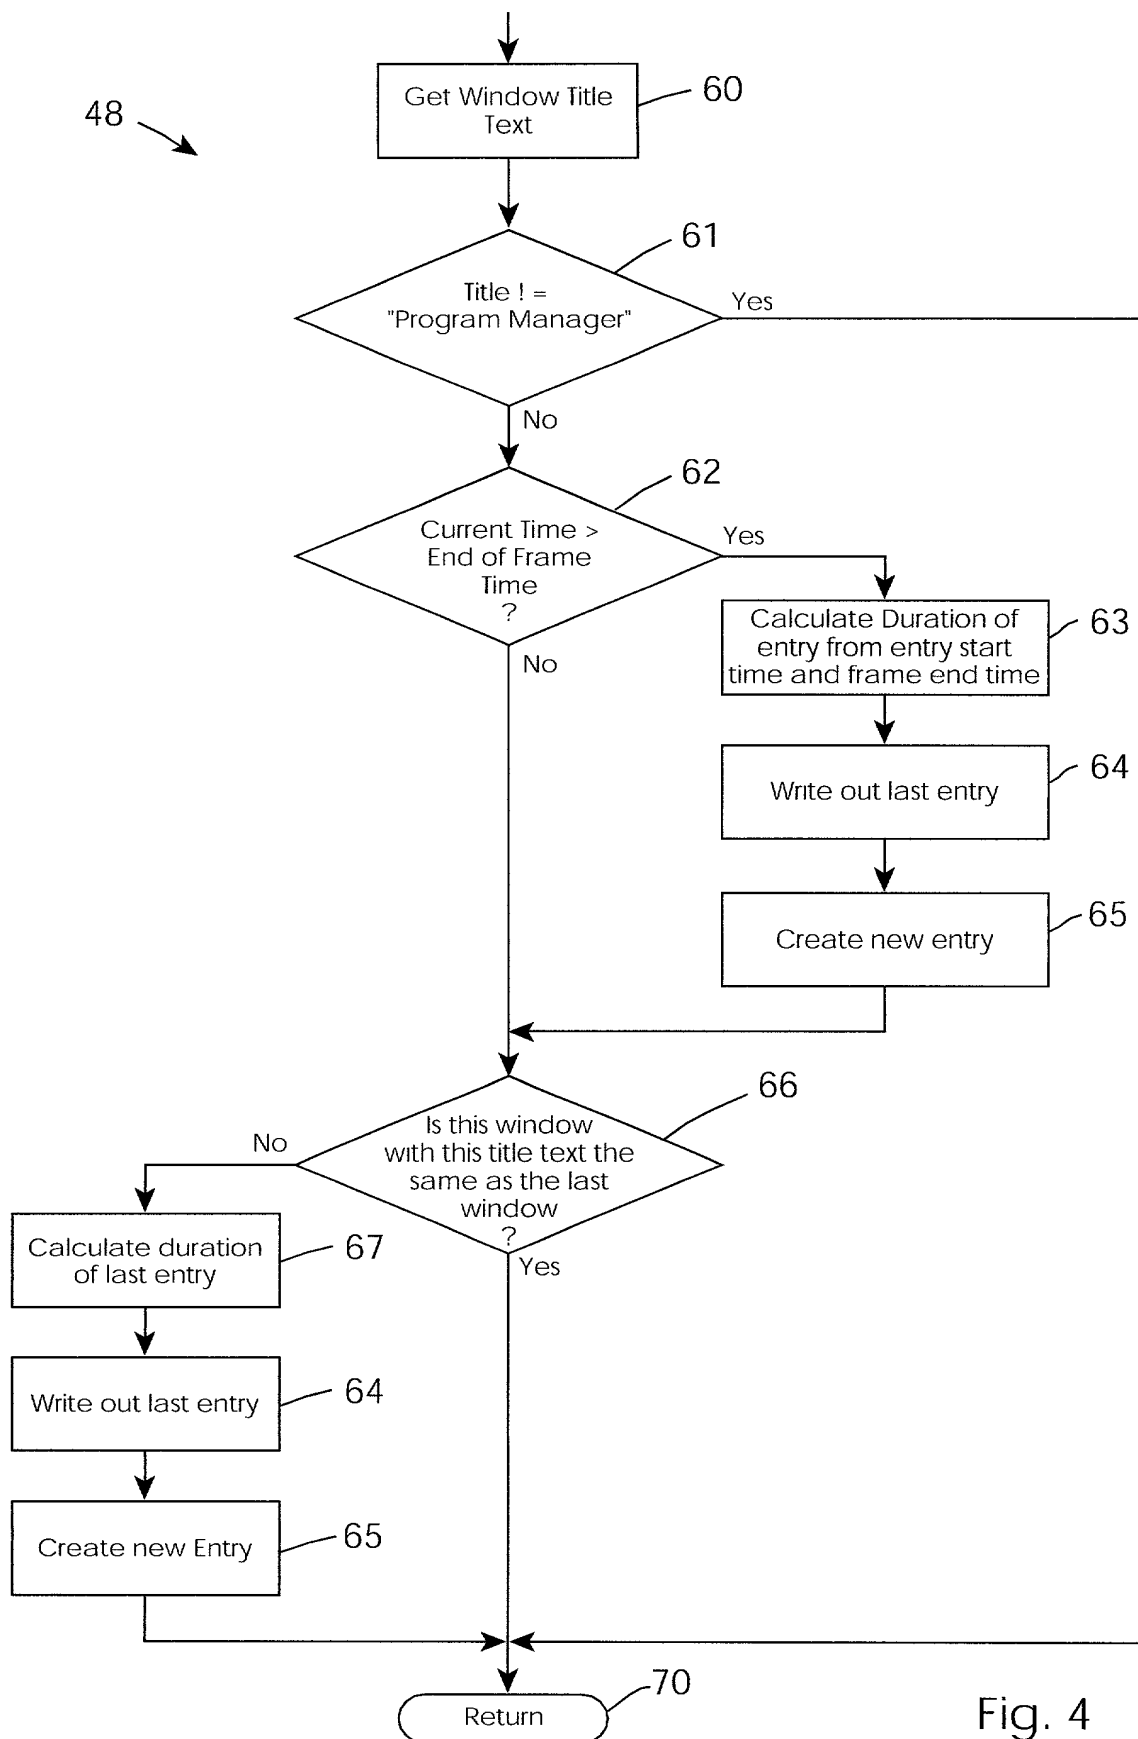 48
Get Window Title
Text
60
Title ! =
"Program Manager"
61
Yes
No
Current Time >
End of Frame
Time
?
62
Yes
No
Calculate Duration of
entry from entry start
time and frame end time
63
Write out last entry
64
Create new entry
65
Is this window
with this title text the
same as the last
window
?
66
No
Yes
Calculate duration
of last entry
67
Write out last entry
64
Create new Entry
65
Return
70
Fig. 4